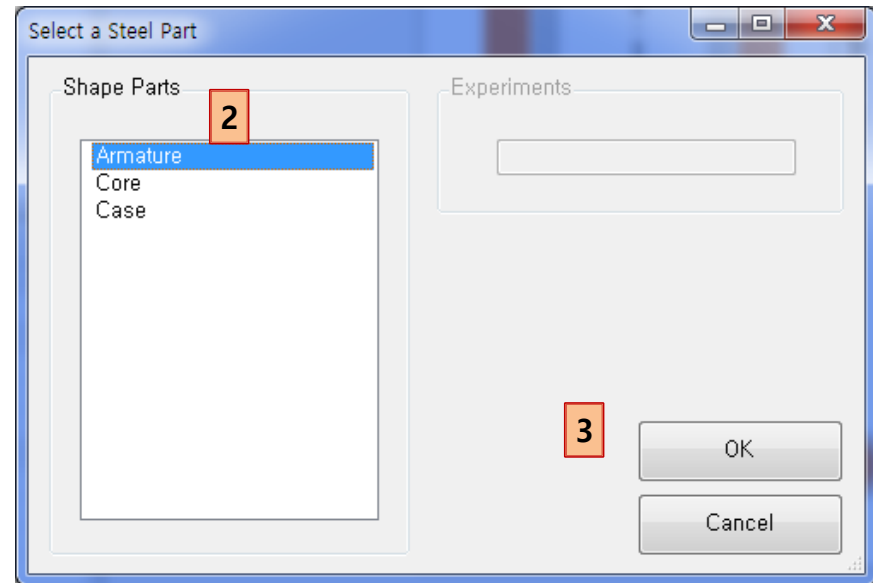 Select a Steel Part
Shape Parts
2
Armature
Core
Case
Experiments
3
OK
Cancel